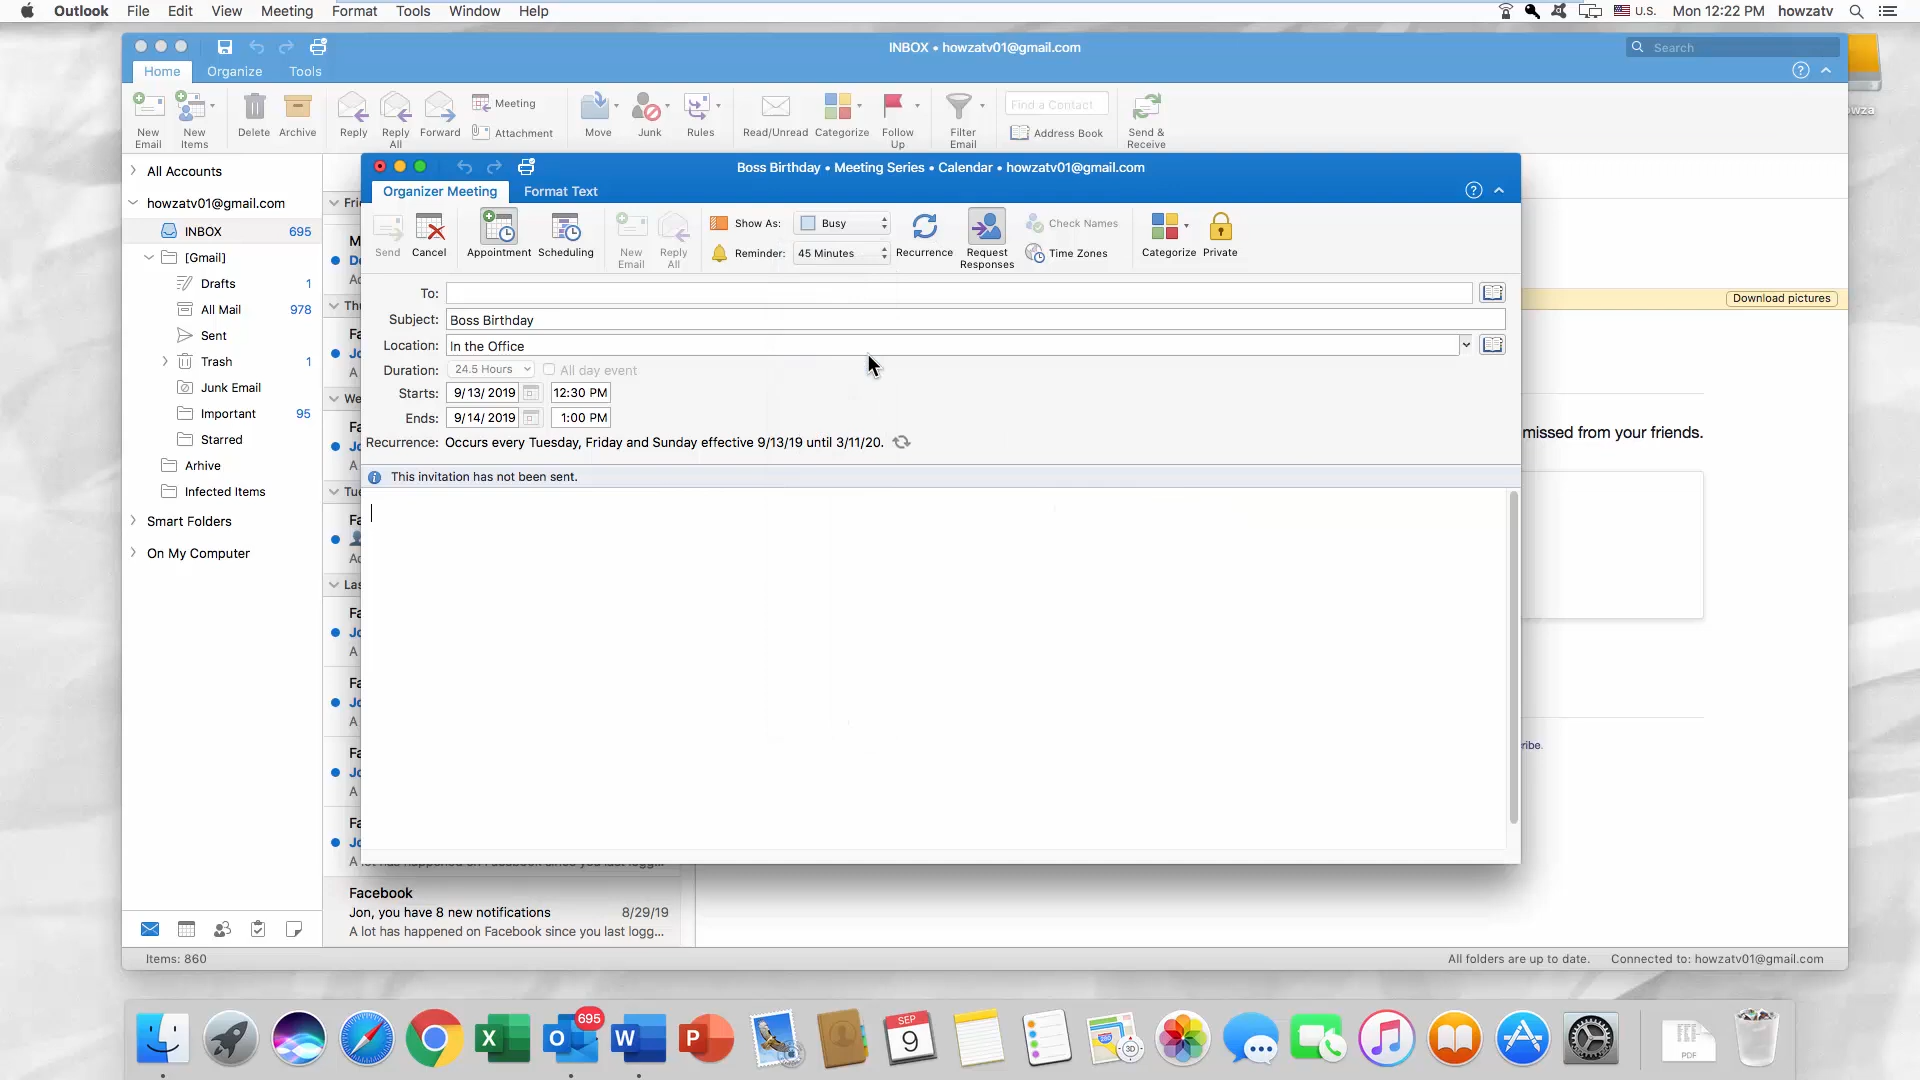 Outlook File Edit View Meeting Format Tools Window Help
U.S. Mon 12:22 PM howzatv
INBOX • howzatv01@gmail.com
Search
Home Organize Tools
New Email
New Items
Delete
Archive
Reply
Reply All
Forward
Meeting
Attachment
Move
Junk
Rules
Read/Unread
Categorize
Follow Up
Filter Email
Find a Contact
Address Book
Send & Receive
wza
All Accounts
howzatv01@gmail.com
INBOX 695
[Gmail]
Drafts 1
All Mail 978
Sent
Trash 1
Junk Email
Important 95
Starred
Arhive
Infected Items
Smart Folders
On My Computer
Boss Birthday • Meeting Series • Calendar • howzatv01@gmail.com
Organizer Meeting Format Text
Send
Cancel
Appointment
Scheduling
New Email
Reply All
Show As: Busy
Reminder: 45 Minutes
Recurrence
Request Responses
Check Names
Time Zones
Categorize
Private
To:
Subject: Boss Birthday
Location: In the Office
Duration: 24.5 Hours All day event
Starts: 9/13/2019 12:30 PM
Ends: 9/14/2019 1:00 PM
Recurrence: Occurs every Tuesday, Friday and Sunday effective 9/13/19 until 3/11/20.
This invitation has not been sent.
Download pictures
missed from your friends.
ribe.
Facebook
Jon, you have 8 new notifications 8/29/19
A lot has happened on Facebook since you last logg...
Items: 860
All folders are up to date. Connected to: howzatv01@gmail.com
695
SEP
9
3D
PDF